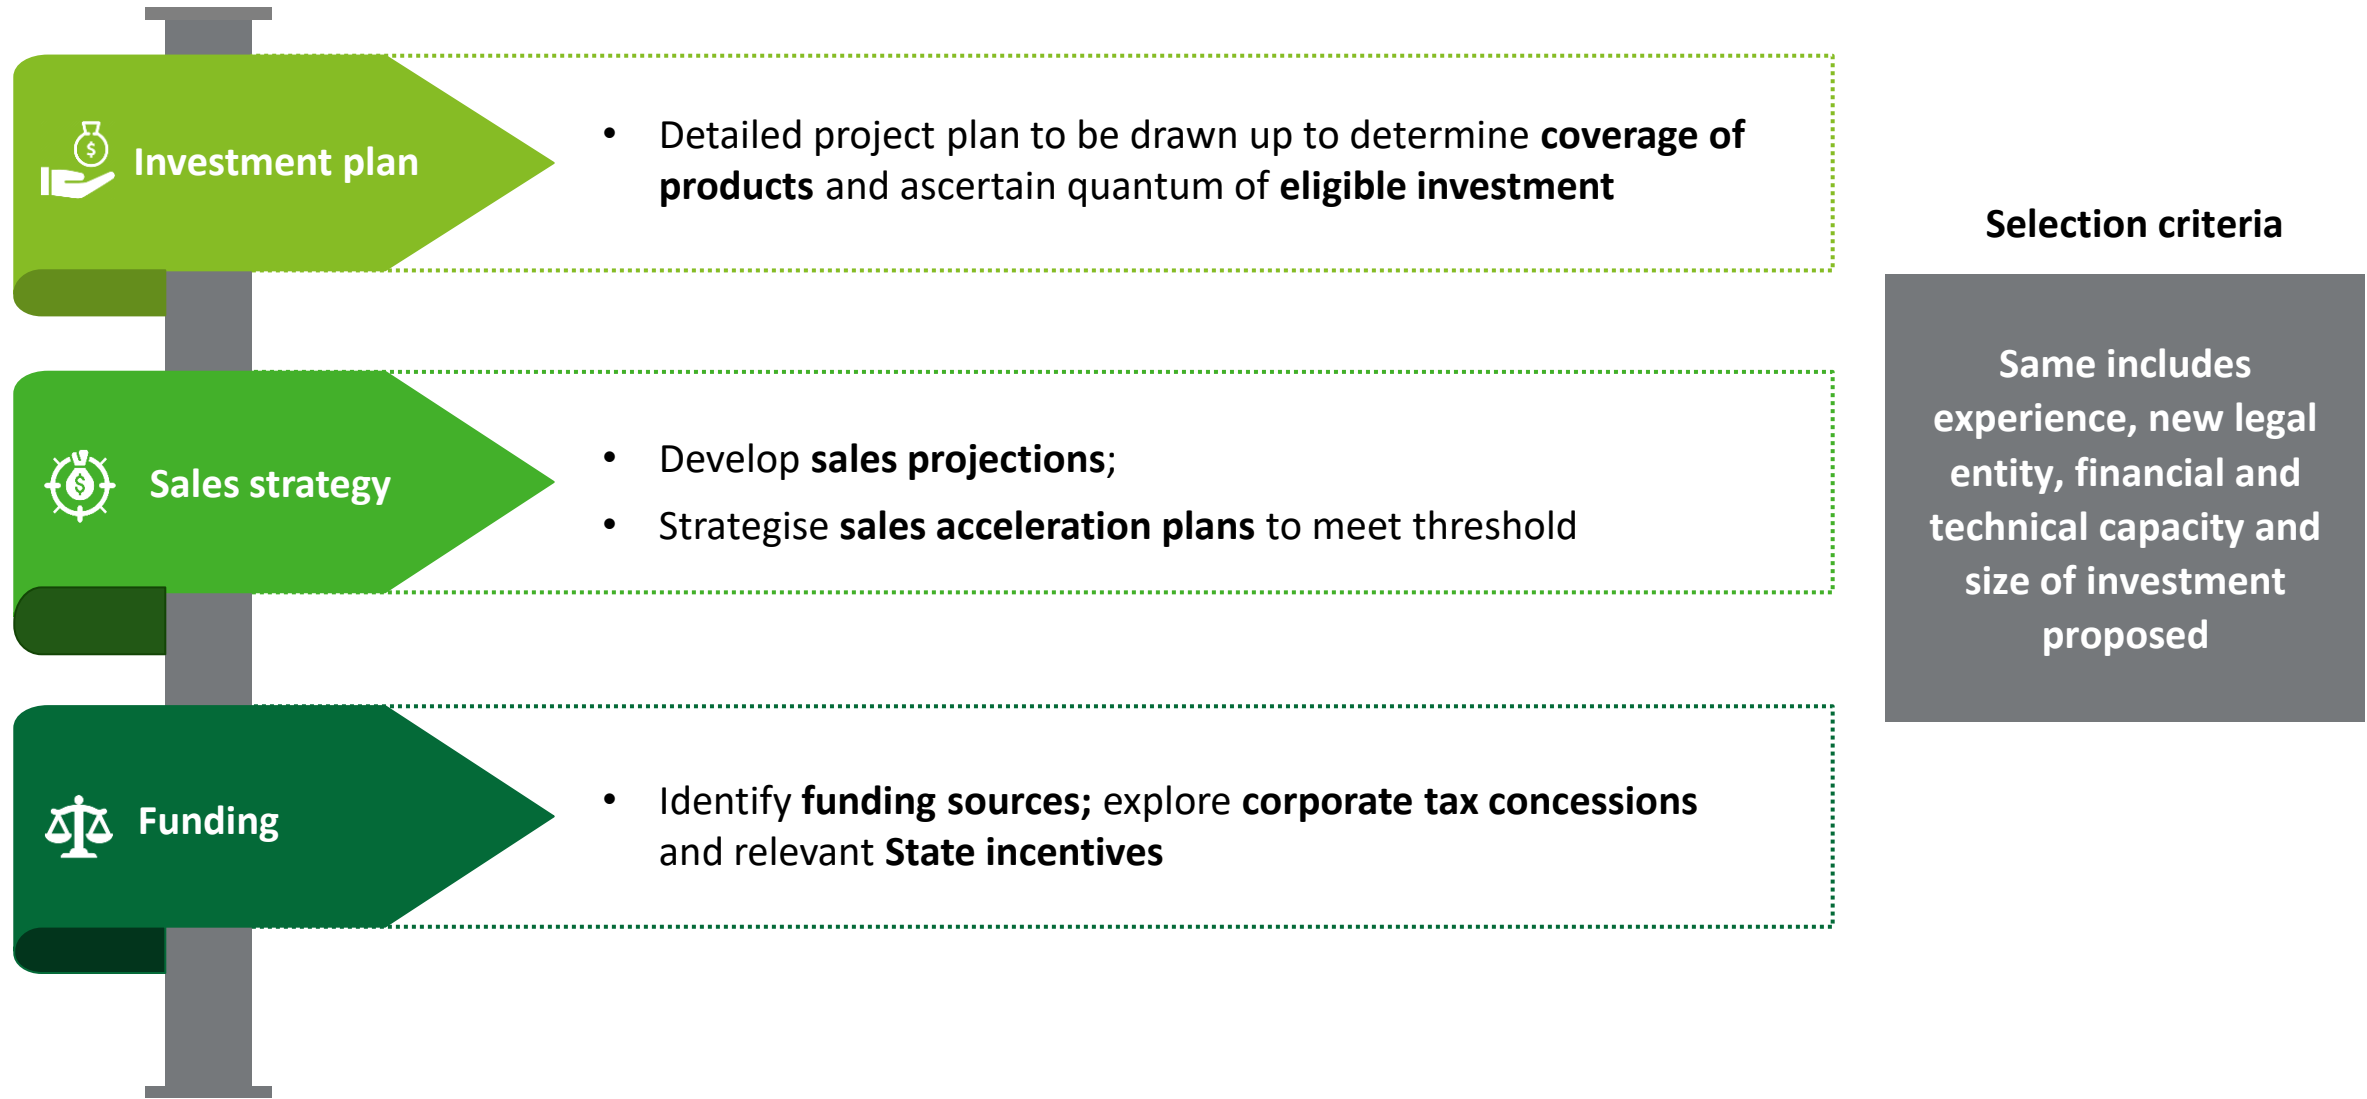 Investment plan
• Detailed project plan to be drawn up to determine coverage of
products and ascertain quantum of eligible investment
Sales strategy
• Develop sales projections;
• Strategise sales acceleration plans to meet threshold
Funding
• Identify funding sources; explore corporate tax concessions
and relevant State incentives
Selection criteria
Same includes
experience, new legal
entity, financial and
technical capacity and
size of investment
proposed